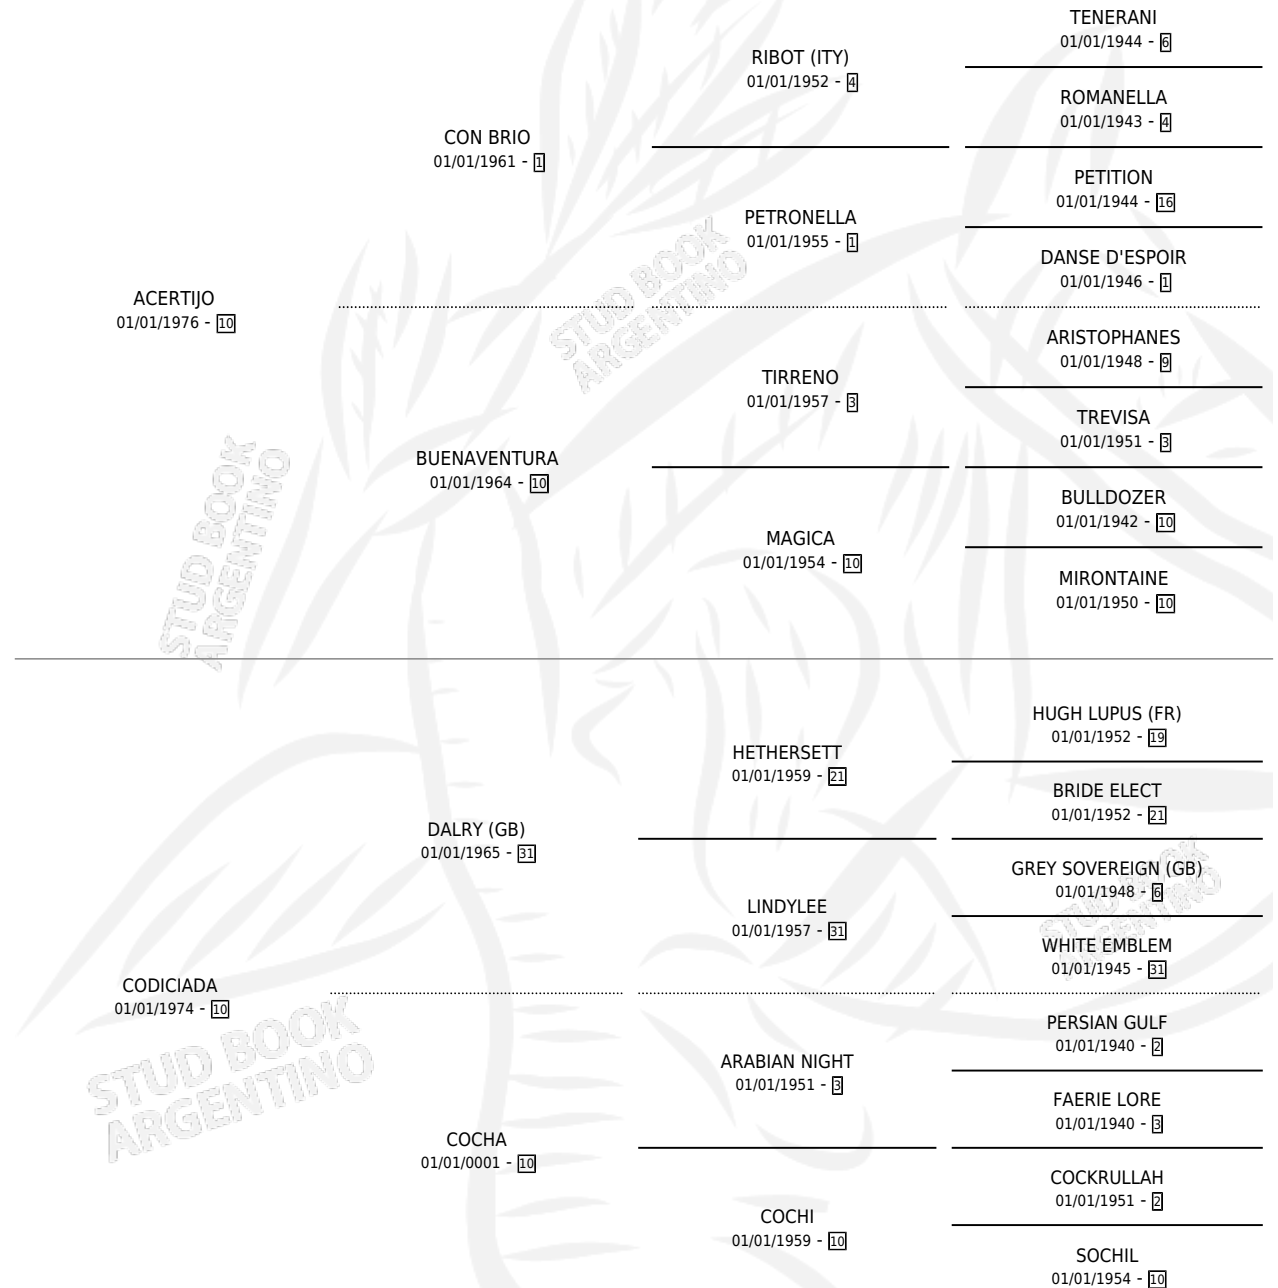 TENERANI
01/01/1944 - 6
RIBOT (ITY)
01/01/1952 - 4
ROMANELLA
01/01/1943 - 4
CON BRIO
01/01/1961 - 1
PETITION
01/01/1944 - 16
PETRONELLA
01/01/1955 - 1
DANSE D'ESPOIR
01/01/1946 - 1
ACERTIJO
01/01/1976 - 10
STUD BOOK
ARGENTINO
ARISTOPHANES
01/01/1948 - 9
TIRRENO
01/01/1957 - 3
TREVISA
01/01/1951 - 3
BUENAVENTURA
01/01/1964 - 10
BULLDOZER
01/01/1942 - 10
MAGICA
01/01/1954 - 10
MIRONTAINE
01/01/1950 - 10
STUD BOOK
ARGENTINO
HUGH LUPUS (FR)
01/01/1952 - 19
HETHERSETT
01/01/1959 - 21
BRIDE ELECT
01/01/1952 - 21
DALRY (GB)
01/01/1965 - 31
GREY SOVEREIGN (GB)
01/01/1948 - 6
LINDYLEE
01/01/1957 - 31
WHITE EMBLEM
01/01/1945 - 31
STUD BOOK
ARGENTINO
CODICIADA
01/01/1974 - 10
PERSIAN GULF
01/01/1940 - 2
ARABIAN NIGHT
01/01/1951 - 3
FAERIE LORE
01/01/1940 - 3
STUD BOOK
ARGENTINO
COCHA
01/01/0001 - 10
COCKRULLAH
01/01/1951 - 2
COCHI
01/01/1959 - 10
SOCHIL
01/01/1954 - 10